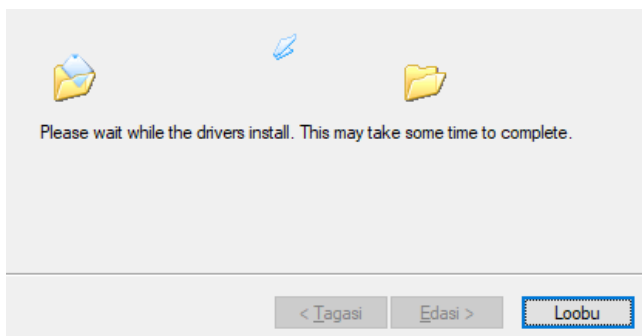 Please wait while the drivers install. This may take some time to complete.
< Tagasi
Edasi >
Loobu